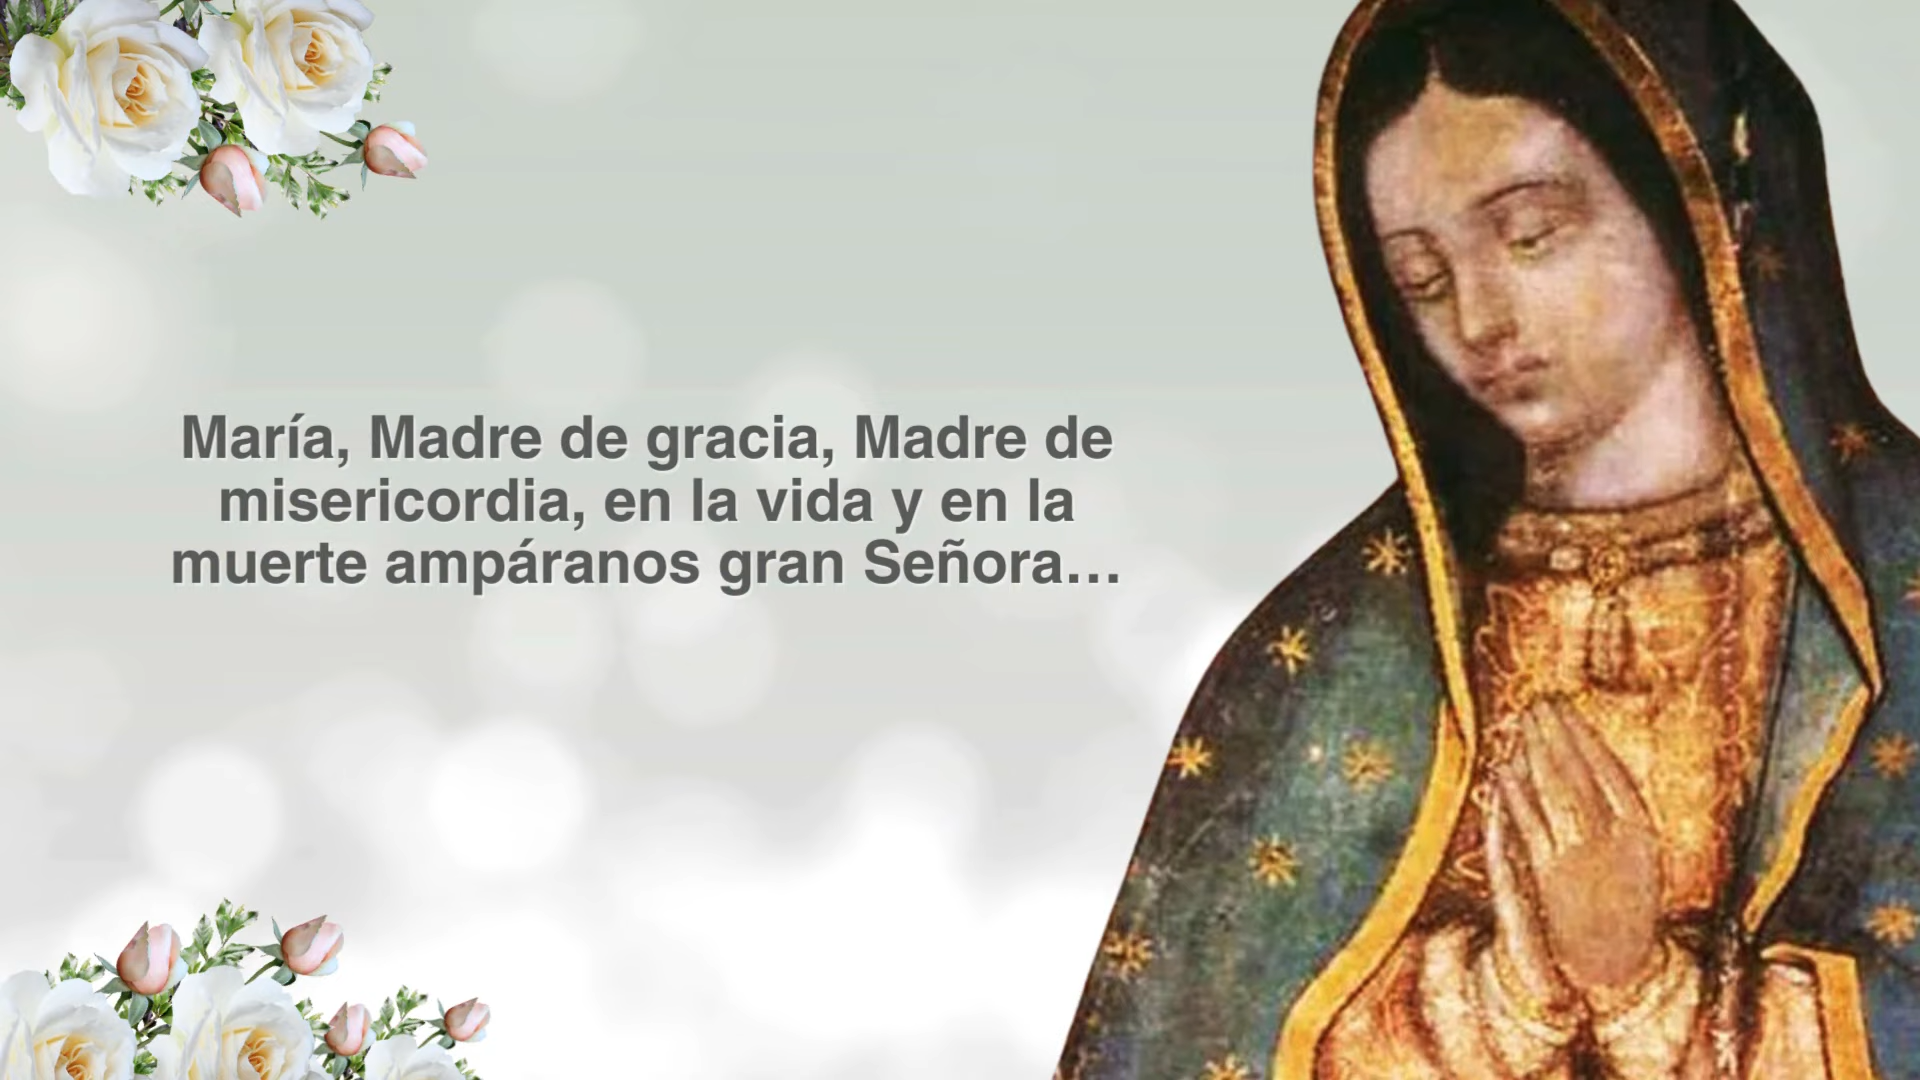 María, Madre de gracia, Madre de
misericordia, en la vida y en la
muerte ampáranos gran Señora…